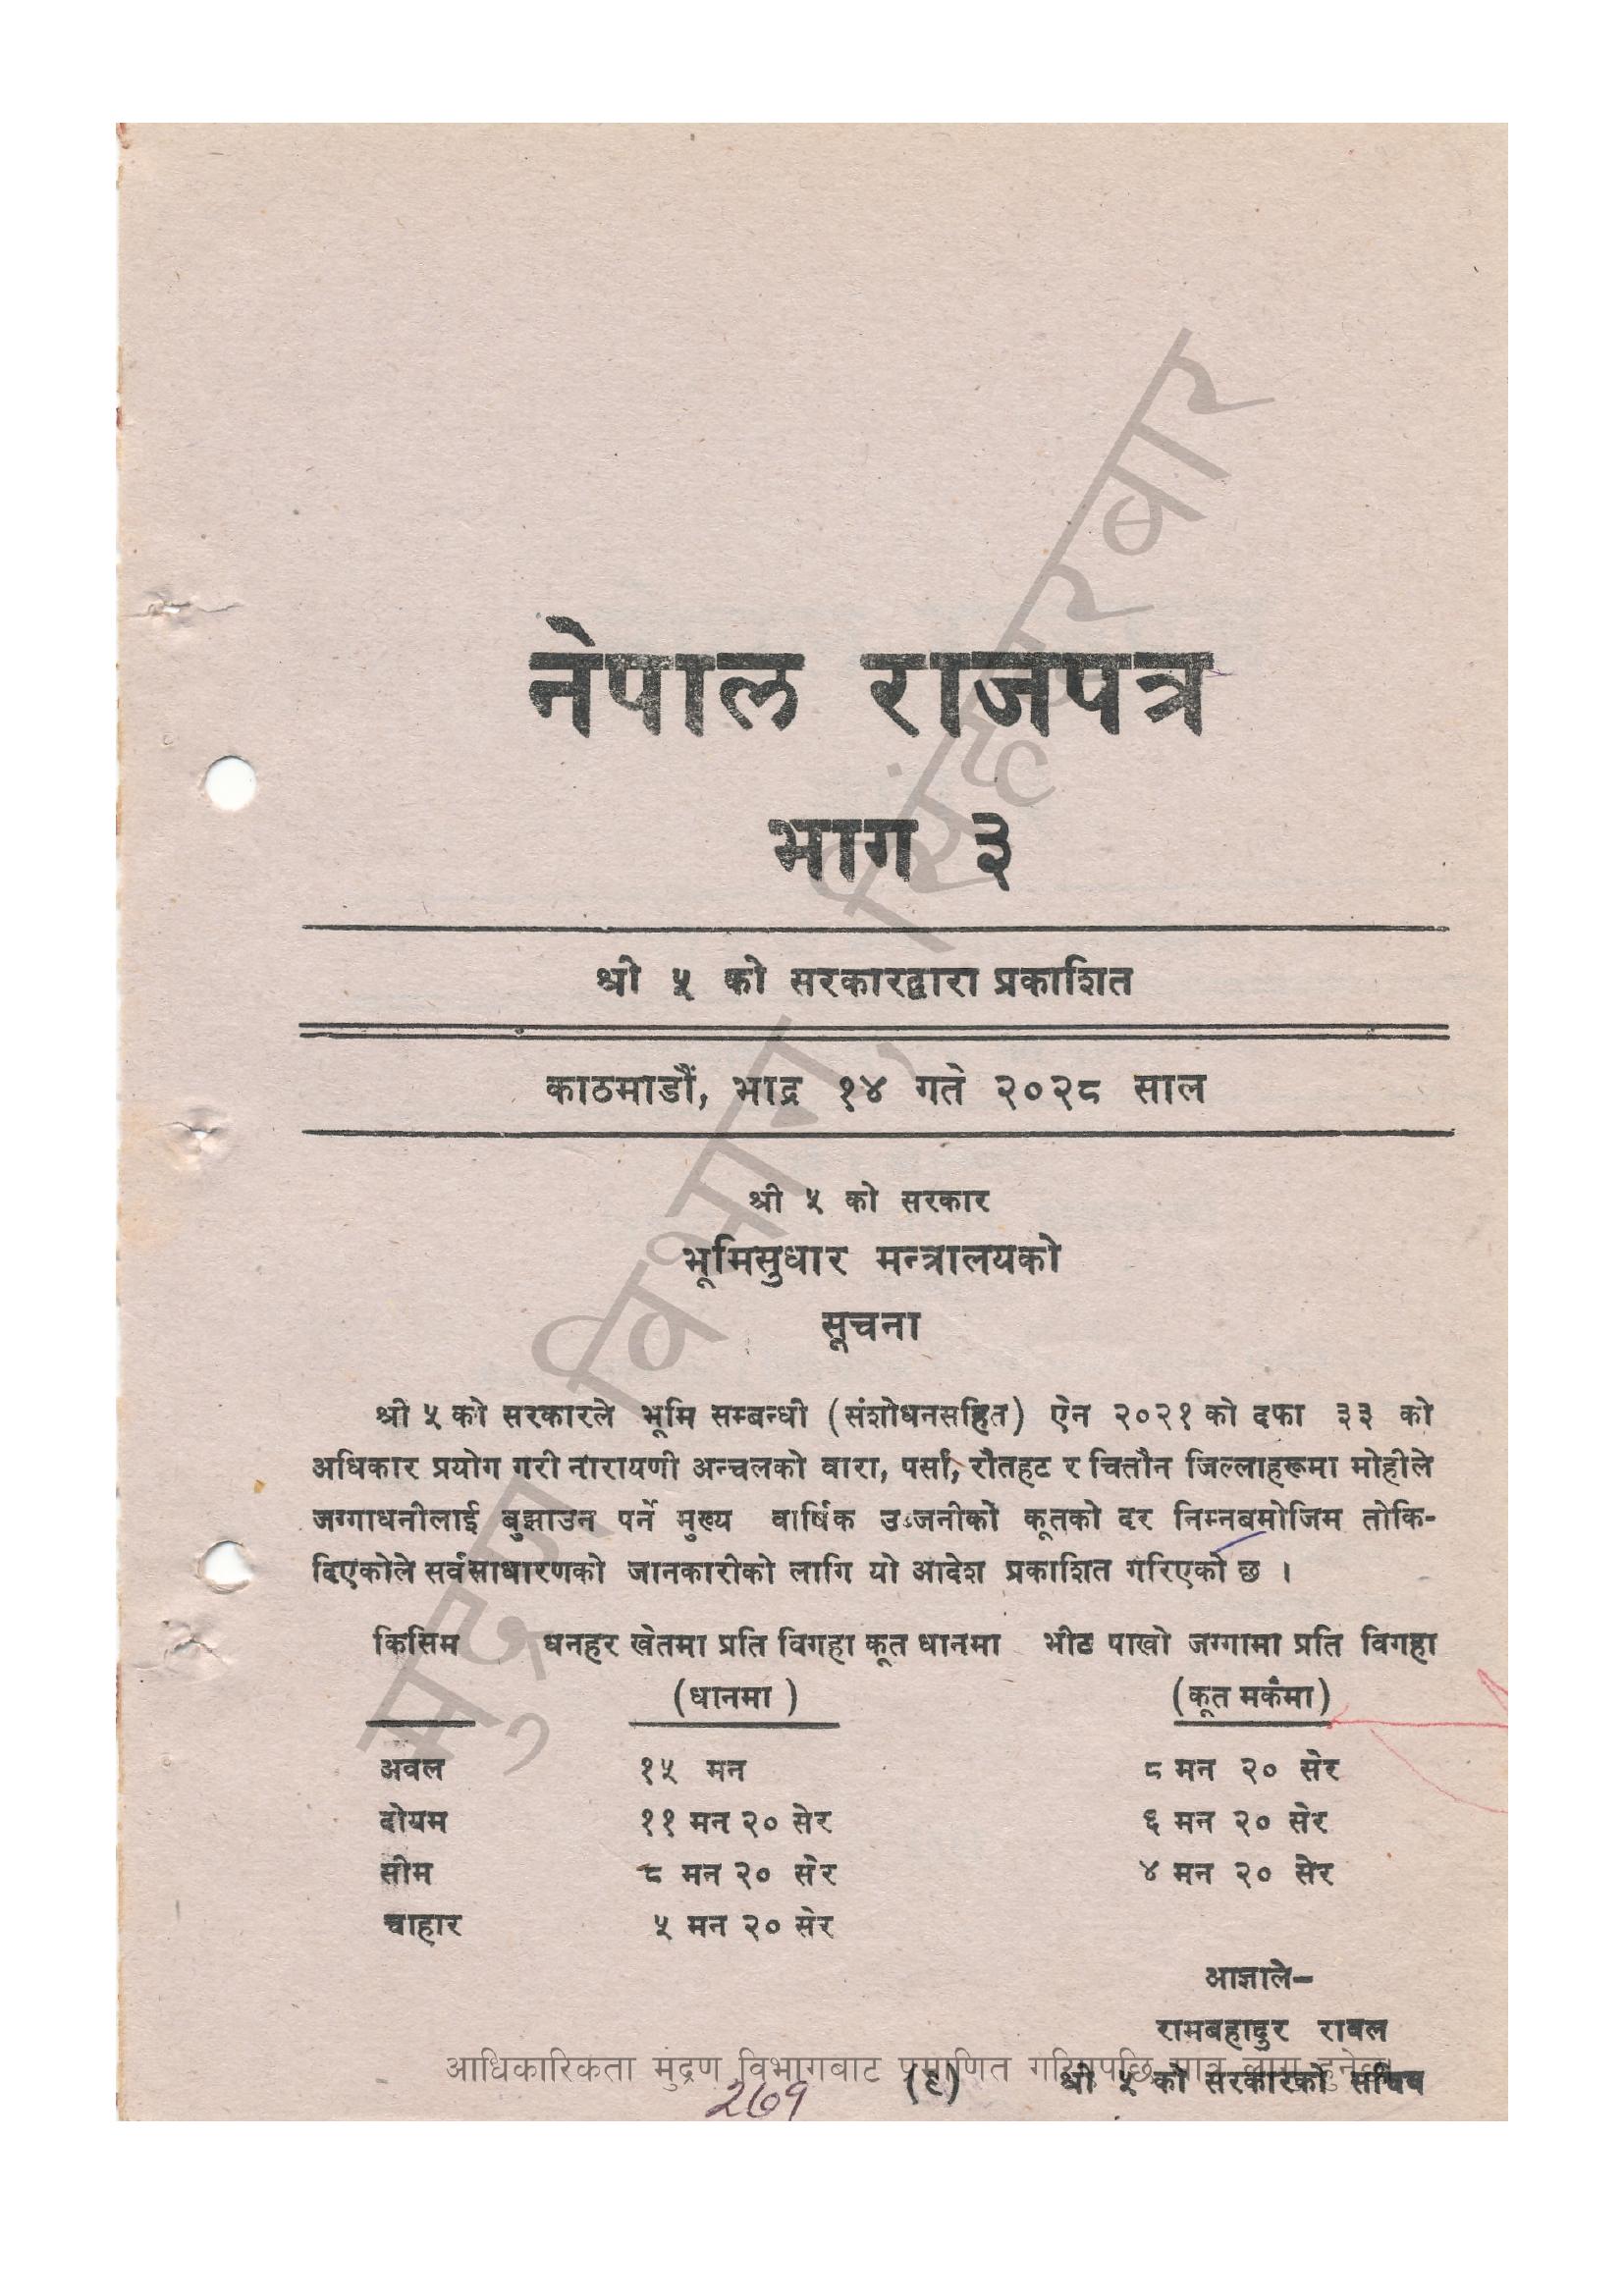 नेपाल राजपत्र
भाग ३
श्री ५ को सरकारद्वारा प्रकाशित
काठमाडौं, भाद्र १४ गते २०२८ साल
श्री ५ को सरकार
भूमिसुधार मन्त्रालयको
सूचना
श्री ५ को सरकारले भूमि सम्बन्धी (संशोधनसहित) ऐन २०२१ को दफा ३३ को
अधिकार प्रयोग गरी नारायणी अन्चलको वारा, पर्सा, रौतहट र चितौन जिल्लाहरूमा मोहीले
जग्गाधनीलाई बुझाउन पर्ने मुख्य वार्षिक उब्जनीको कूतको दर निम्नबमोजिम तोकि-
दिएकोले सर्वसाधारणको जानकारीको लागि यो आदेश प्रकाशित गरिएको छ ।
किसिम धनहर खेतमा प्रति विगहा कूत धानमा भीठ पाखो जग्गामा प्रति विगहा
(धानमा) (कूत मकैमा)
अवल १५ मन ८ मन २० सेर
दोयम ११ मन २० सेर ६ मन २० सेर
सीम ८ मन २० सेर ४ मन २० सेर
चाहार ५ मन २० सेर
आज्ञाले–
रामबहादुर रावल
श्री ५ को सरकारको सचिव
(९)
२७१
मुद्रण विभाग, सिंहदरबार
आधिकारिकता मुद्रण विभागबाट प्रमाणित गरिएपछि मात्र लागु हुनेछ।